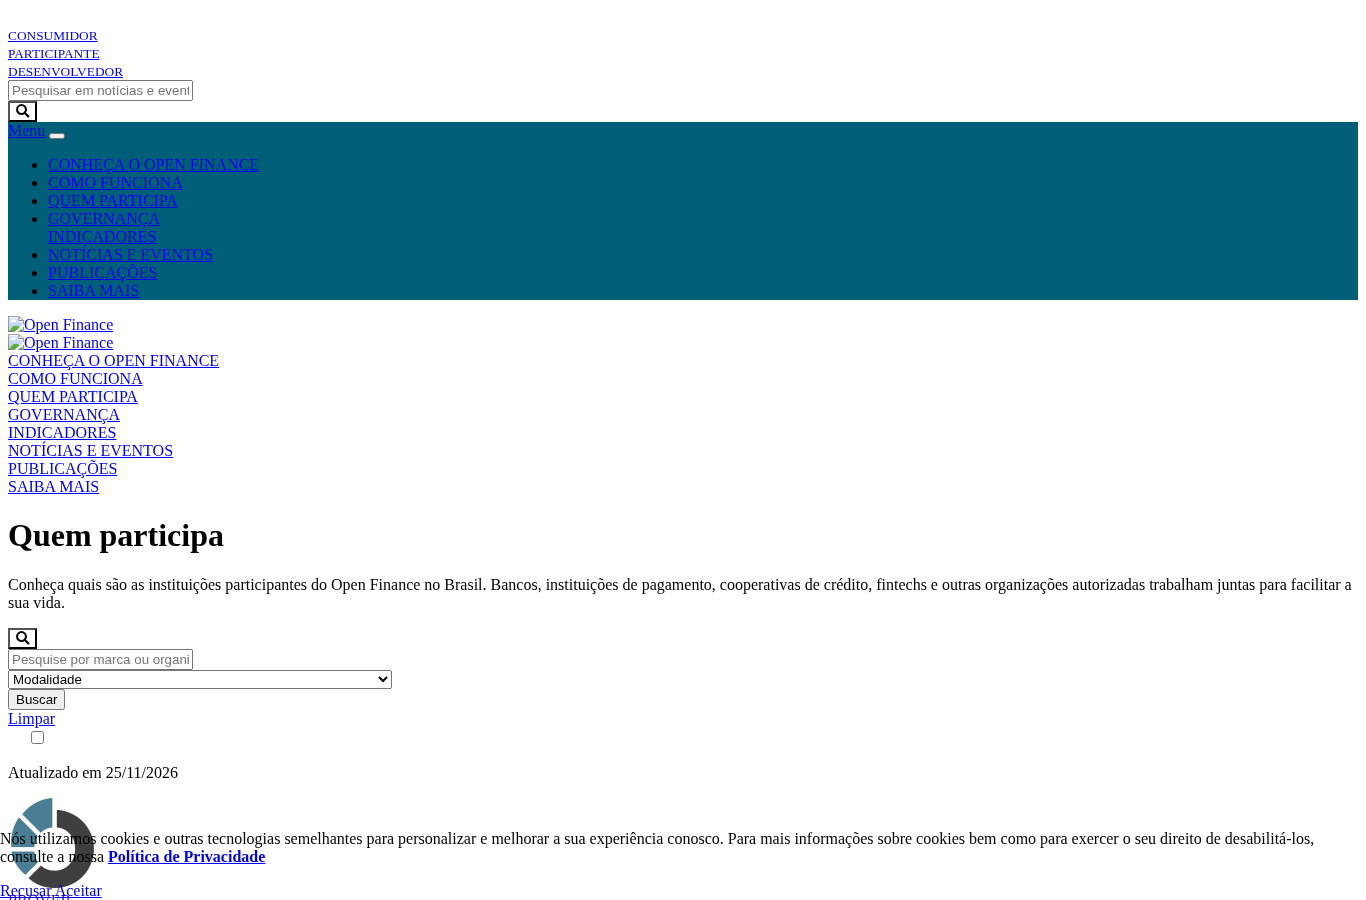 CONSUMIDOR
PARTICIPANTE
DESENVOLVEDOR
Pesquisar em notícias e event
Menu
CONHEÇA O OPEN FINANCE
COMO FUNCIONA
QUEM PARTICIPA
GOVERNANÇA
INDICADORES
NOTÍCIAS E EVENTOS
PUBLICAÇÕES
SAIBA MAIS
Open Finance
Open Finance
CONHEÇA O OPEN FINANCE
COMO FUNCIONA
QUEM PARTICIPA
GOVERNANÇA
INDICADORES
NOTÍCIAS E EVENTOS
PUBLICAÇÕES
SAIBA MAIS
Quem participa
Conheça quais são as instituições participantes do Open Finance no Brasil. Bancos, instituições de pagamento, cooperativas de crédito, fintechs e outras organizações autorizadas trabalham juntas para facilitar a
sua vida.
Pesquise por marca ou organi
Modalidade
Buscar
Limpar
Atualizado em 25/11/2026
Nós utilizamos cookies e outras tecnologias semelhantes para personalizar e melhorar a sua experiência conosco. Para mais informações sobre cookies bem como para exercer o seu direito de desabilitá-los,
consulte a nossa Política de Privacidade
Recusar Aceitar